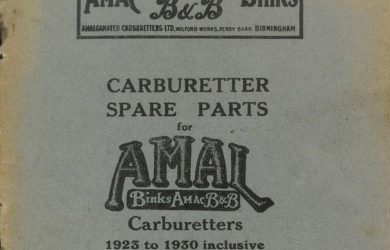 AMAC B&B Binks
AMALGAMATED CARBURETTERS LTD, HOLFORD WORKS, PERRY BARR, BIRMINGHAM
CARBURETTER
SPARE PARTS
for
AMAL
Binks AMAC B&B
Carburetters
1923 to 1930 inclusive